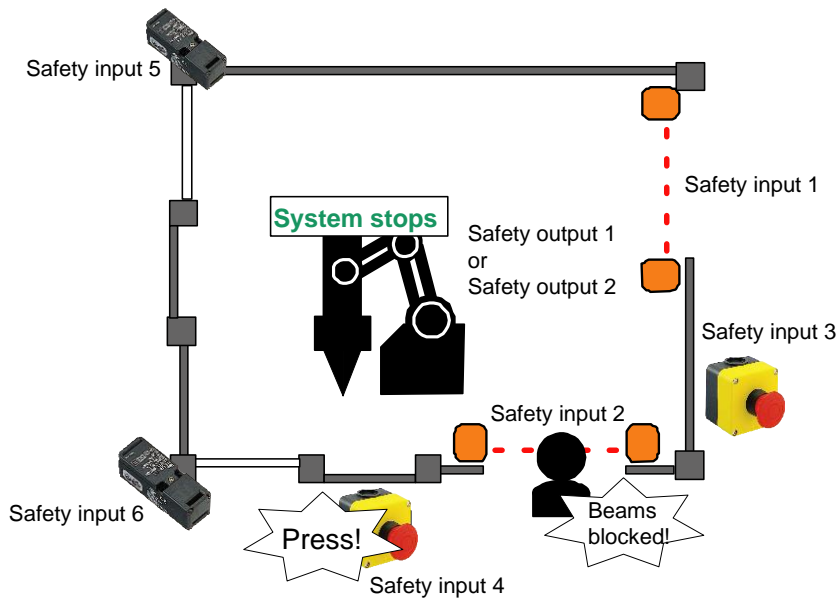 Safety input 5
Safety input 1
System stops
Safety output 1
or
Safety output 2
Safety input 3
Safety input 2
Safety input 6
Press!
Beams
blocked!
Safety input 4